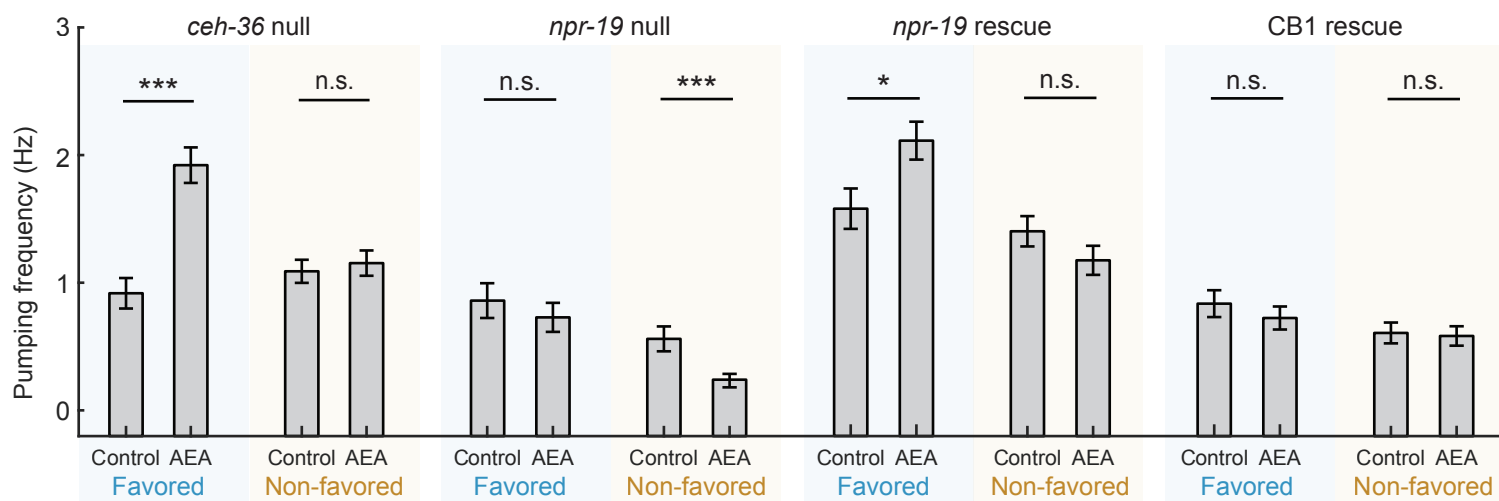 ceh-36 null
npr-19 null
npr-19 rescue
CB1 rescue
***
n.s.
n.s.
***
*
n.s.
n.s.
n.s.
Pumping frequency (Hz)
3
2
1
0
Control AEA
Control AEA
Control AEA
Control AEA
Control AEA
Control AEA
Control AEA
Control AEA
Favored
Non-favored
Favored
Non-favored
Favored
Non-favored
Favored
Non-favored